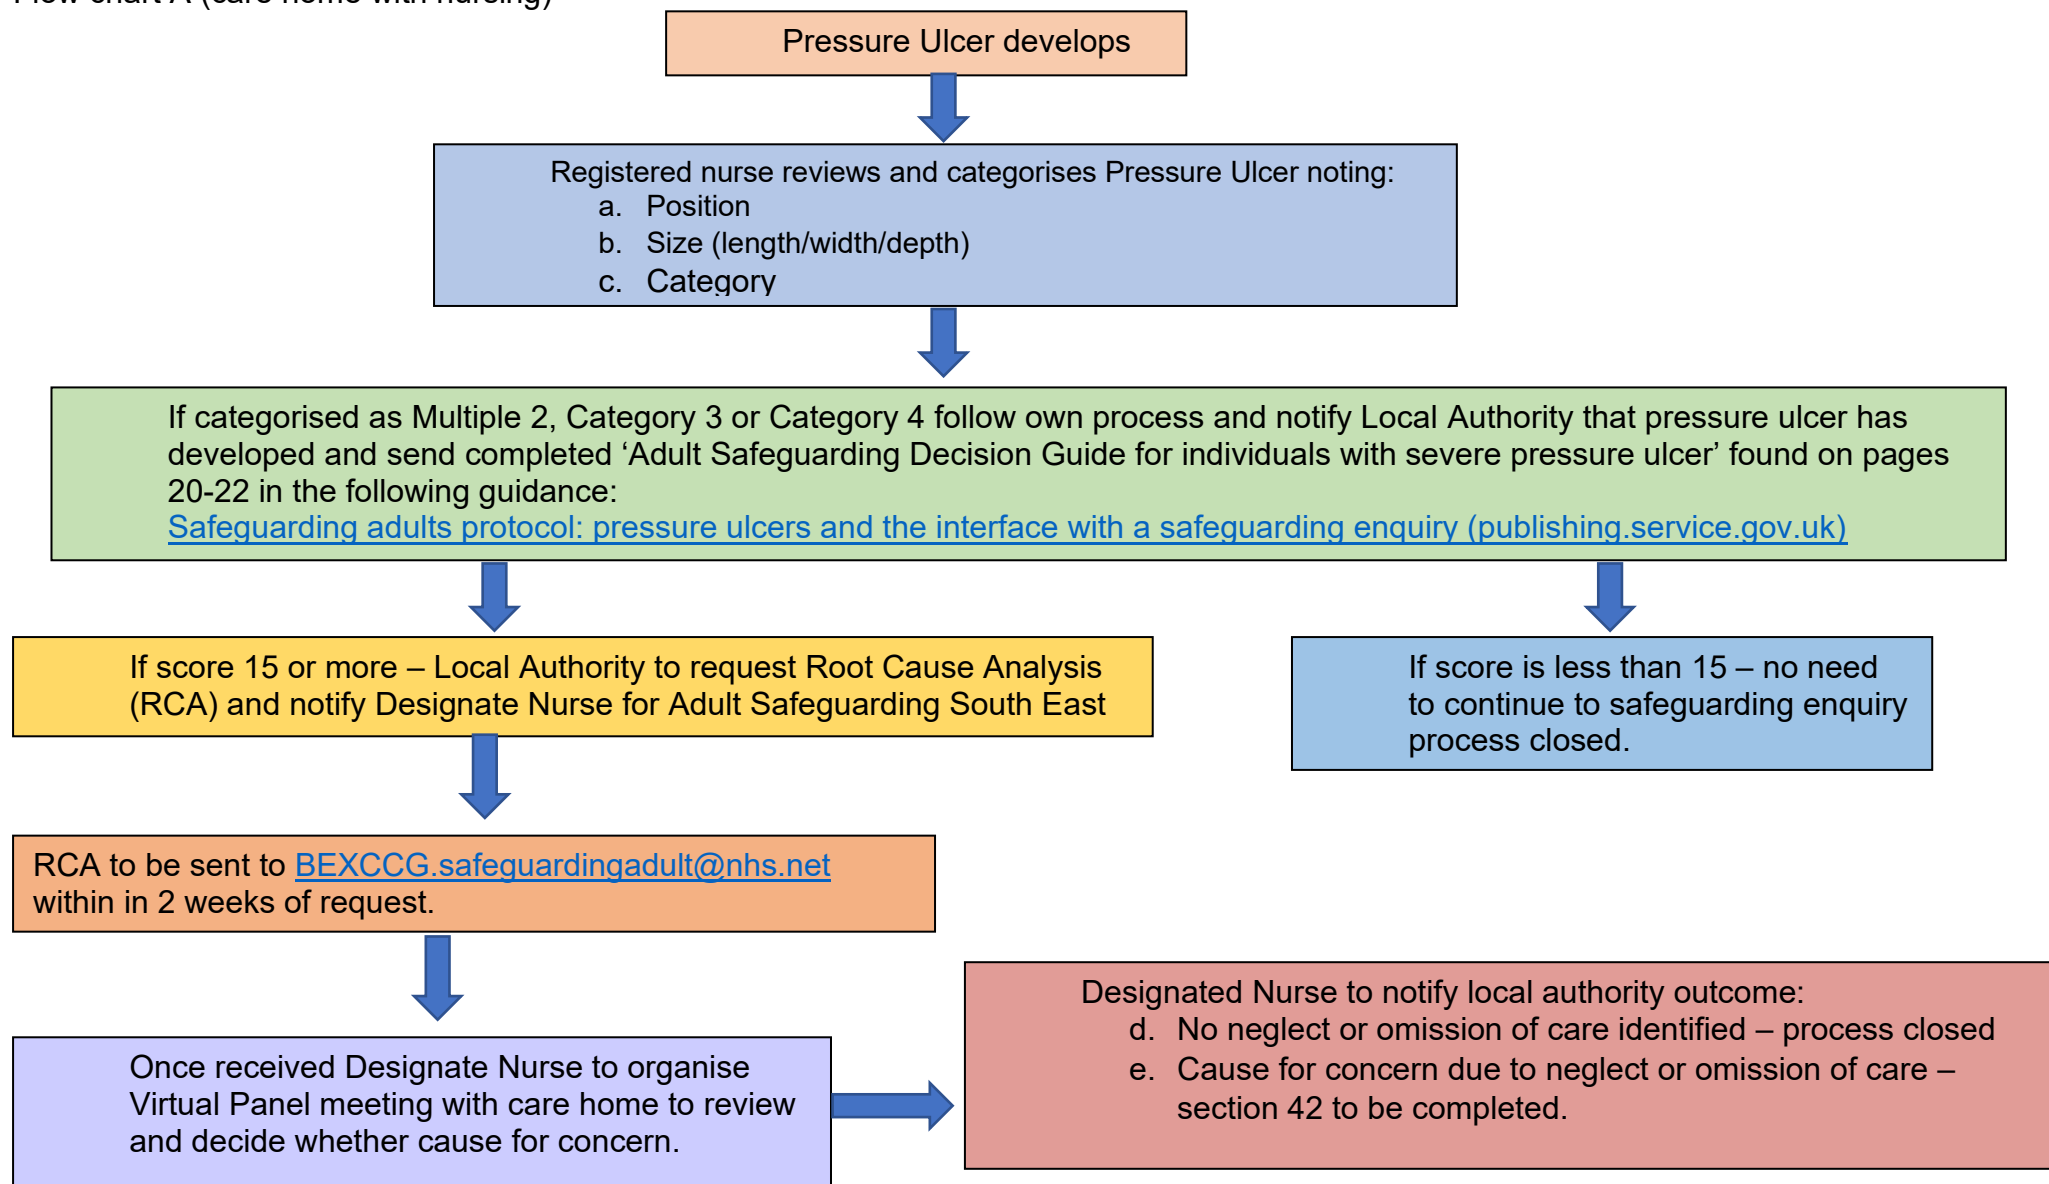 Flow chart A (care home with nursing)
Pressure Ulcer develops
Registered nurse reviews and categorises Pressure Ulcer noting:
a. Position
b. Size (length/width/depth)
c. Category
If categorised as Multiple 2, Category 3 or Category 4 follow own process and notify Local Authority that pressure ulcer has
developed and send completed ‘Adult Safeguarding Decision Guide for individuals with severe pressure ulcer’ found on pages
20-22 in the following guidance:
Safeguarding adults protocol: pressure ulcers and the interface with a safeguarding enquiry (publishing.service.gov.uk)
If score 15 or more – Local Authority to request Root Cause Analysis
(RCA) and notify Designate Nurse for Adult Safeguarding South East
If score is less than 15 – no need
to continue to safeguarding enquiry
process closed.
RCA to be sent to BEXCCG.safeguardingadult@nhs.net
within in 2 weeks of request.
Once received Designate Nurse to organise
Virtual Panel meeting with care home to review
and decide whether cause for concern.
Designated Nurse to notify local authority outcome:
d. No neglect or omission of care identified – process closed
e. Cause for concern due to neglect or omission of care –
section 42 to be completed.